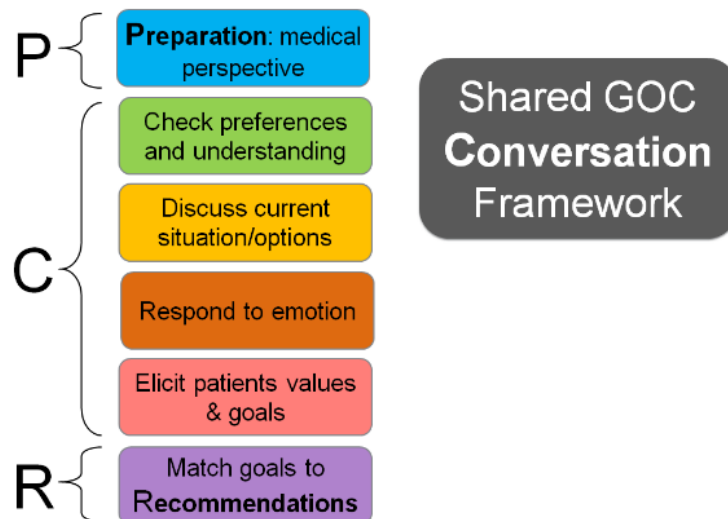 P
Preparation: medical
perspective
C
Check preferences
and understanding
Discuss current
situation/options
Respond to emotion
Elicit patients values
& goals
R
Match goals to
Recommendations
Shared GOC
Conversation
Framework